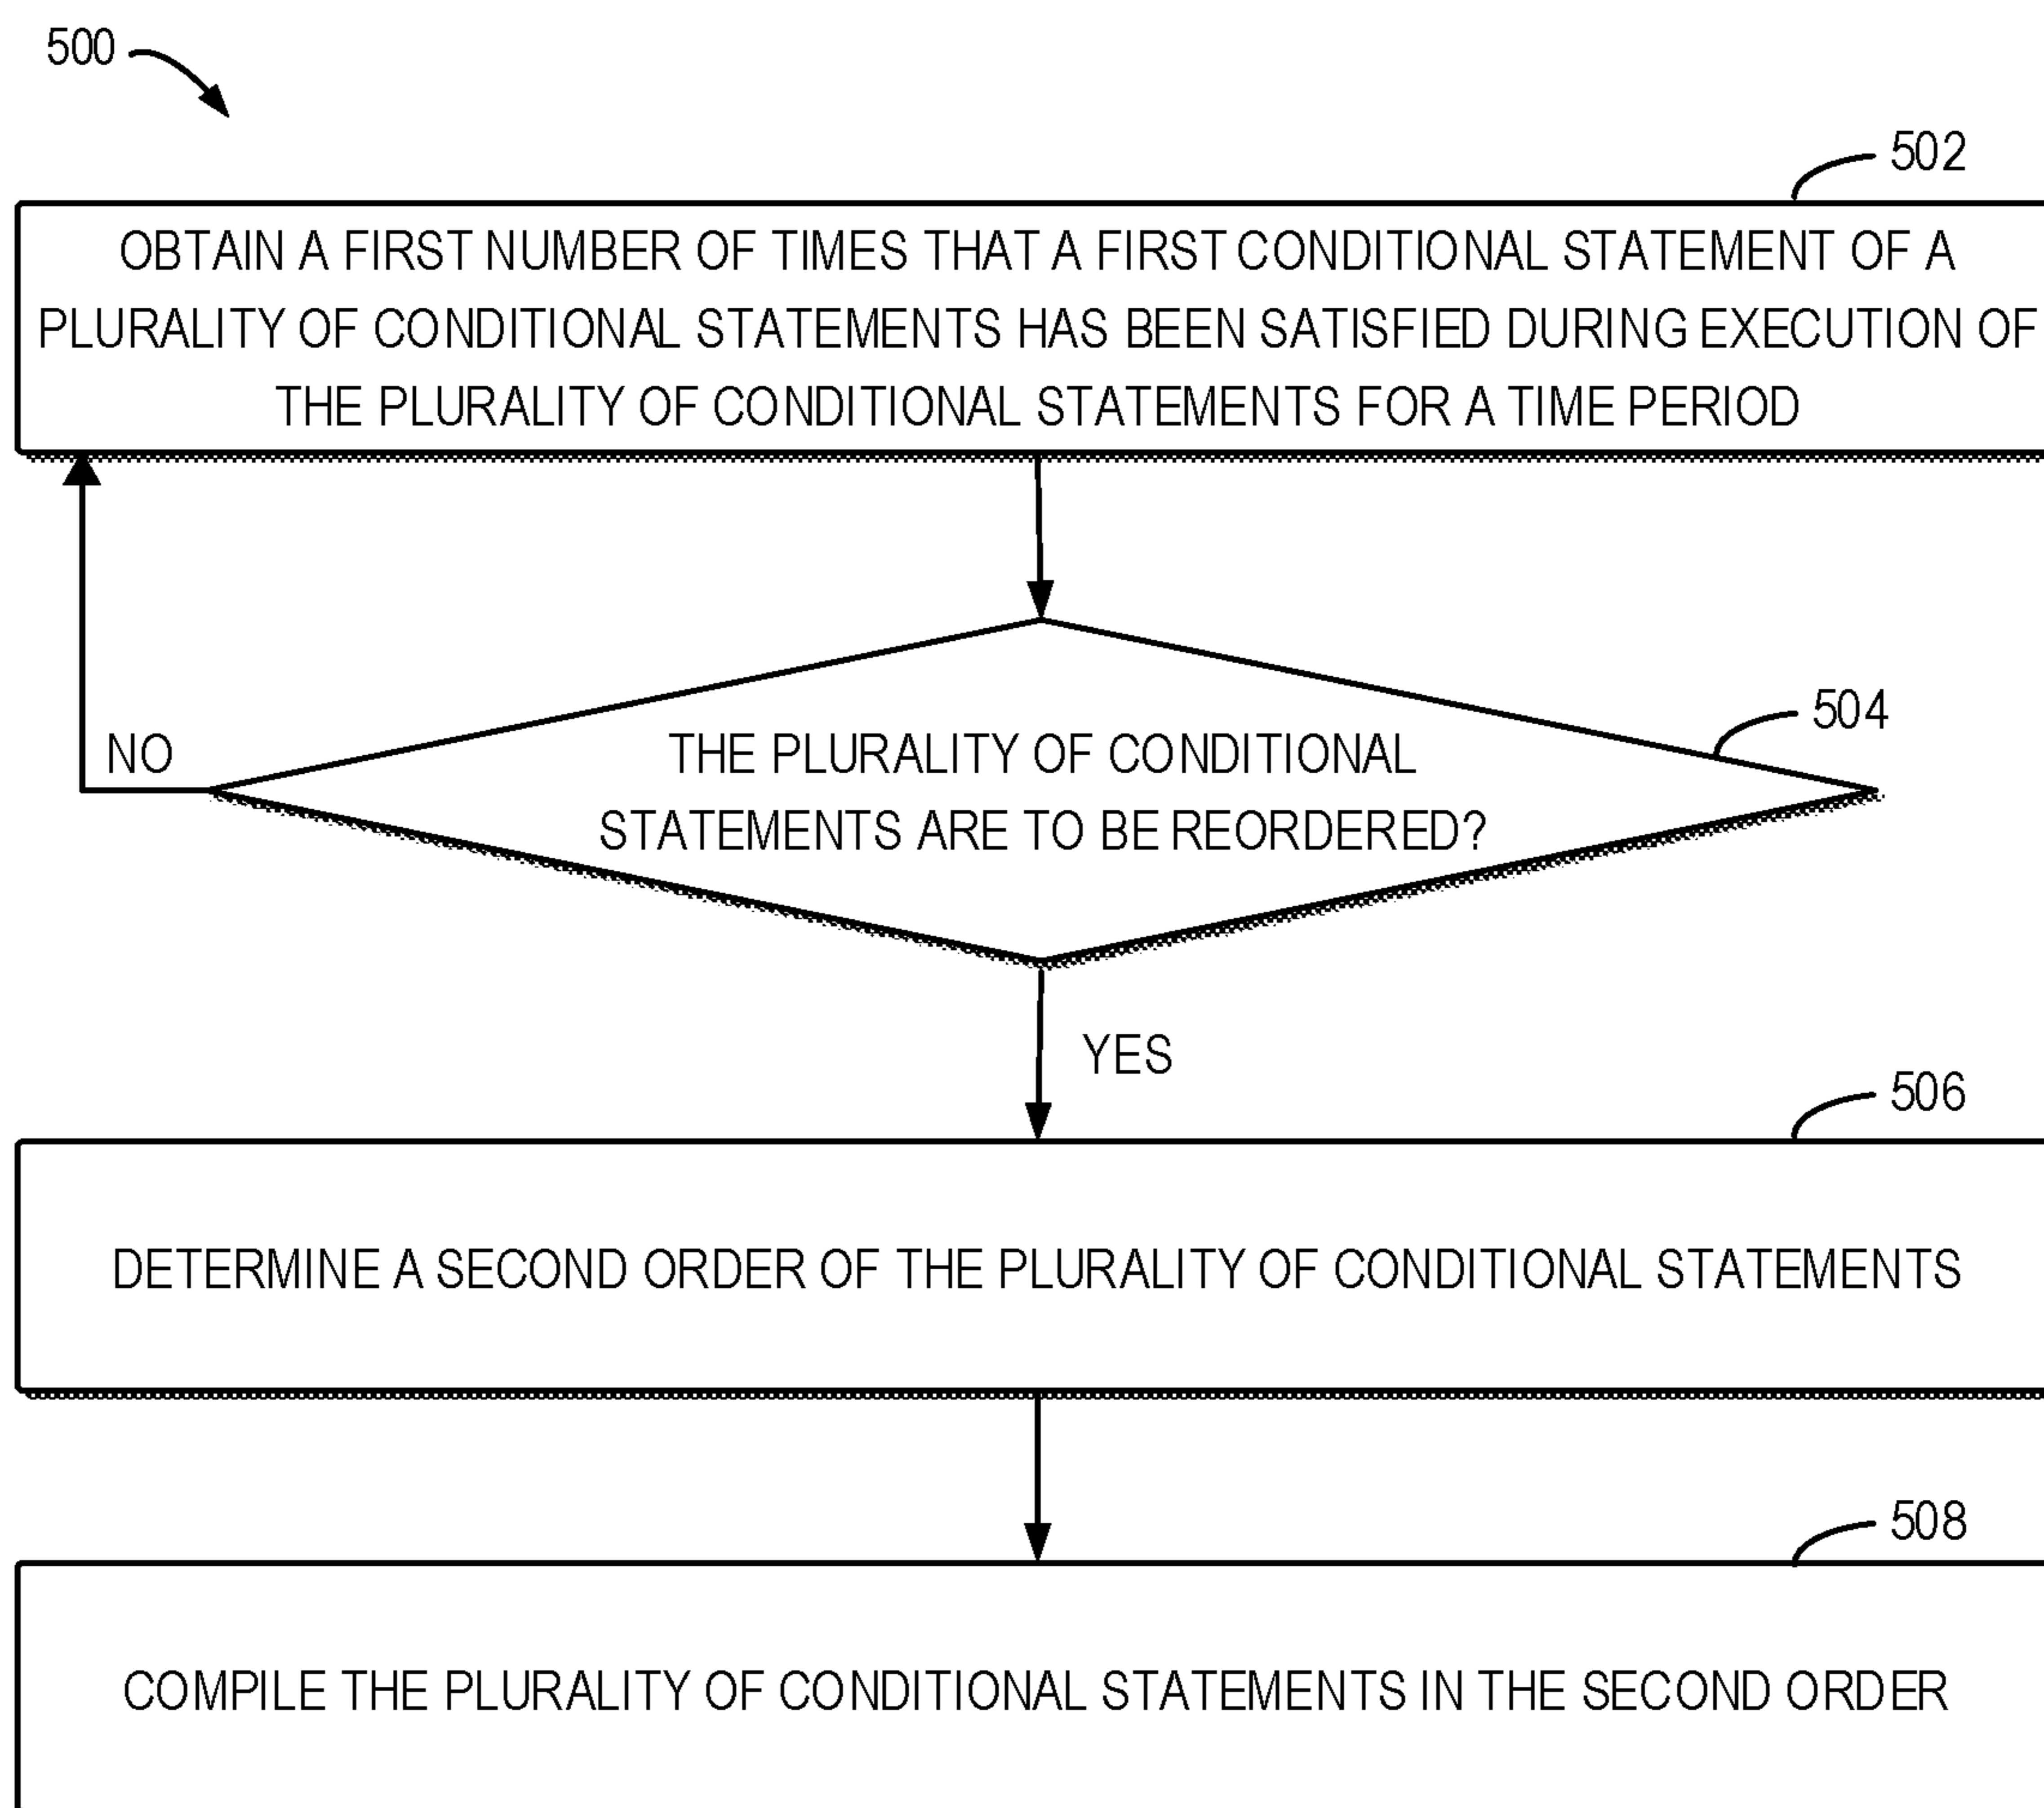 500
502
OBTAIN A FIRST NUMBER OF TIMES THAT A FIRST CONDITIONAL STATEMENT OF A
PLURALITY OF CONDITIONAL STATEMENTS HAS BEEN SATISFIED DURING EXECUTION OF
THE PLURALITY OF CONDITIONAL STATEMENTS FOR A TIME PERIOD
504
NO
THE PLURALITY OF CONDITIONAL
STATEMENTS ARE TO BE REORDERED?
YES
506
DETERMINE A SECOND ORDER OF THE PLURALITY OF CONDITIONAL STATEMENTS
508
COMPILE THE PLURALITY OF CONDITIONAL STATEMENTS IN THE SECOND ORDER